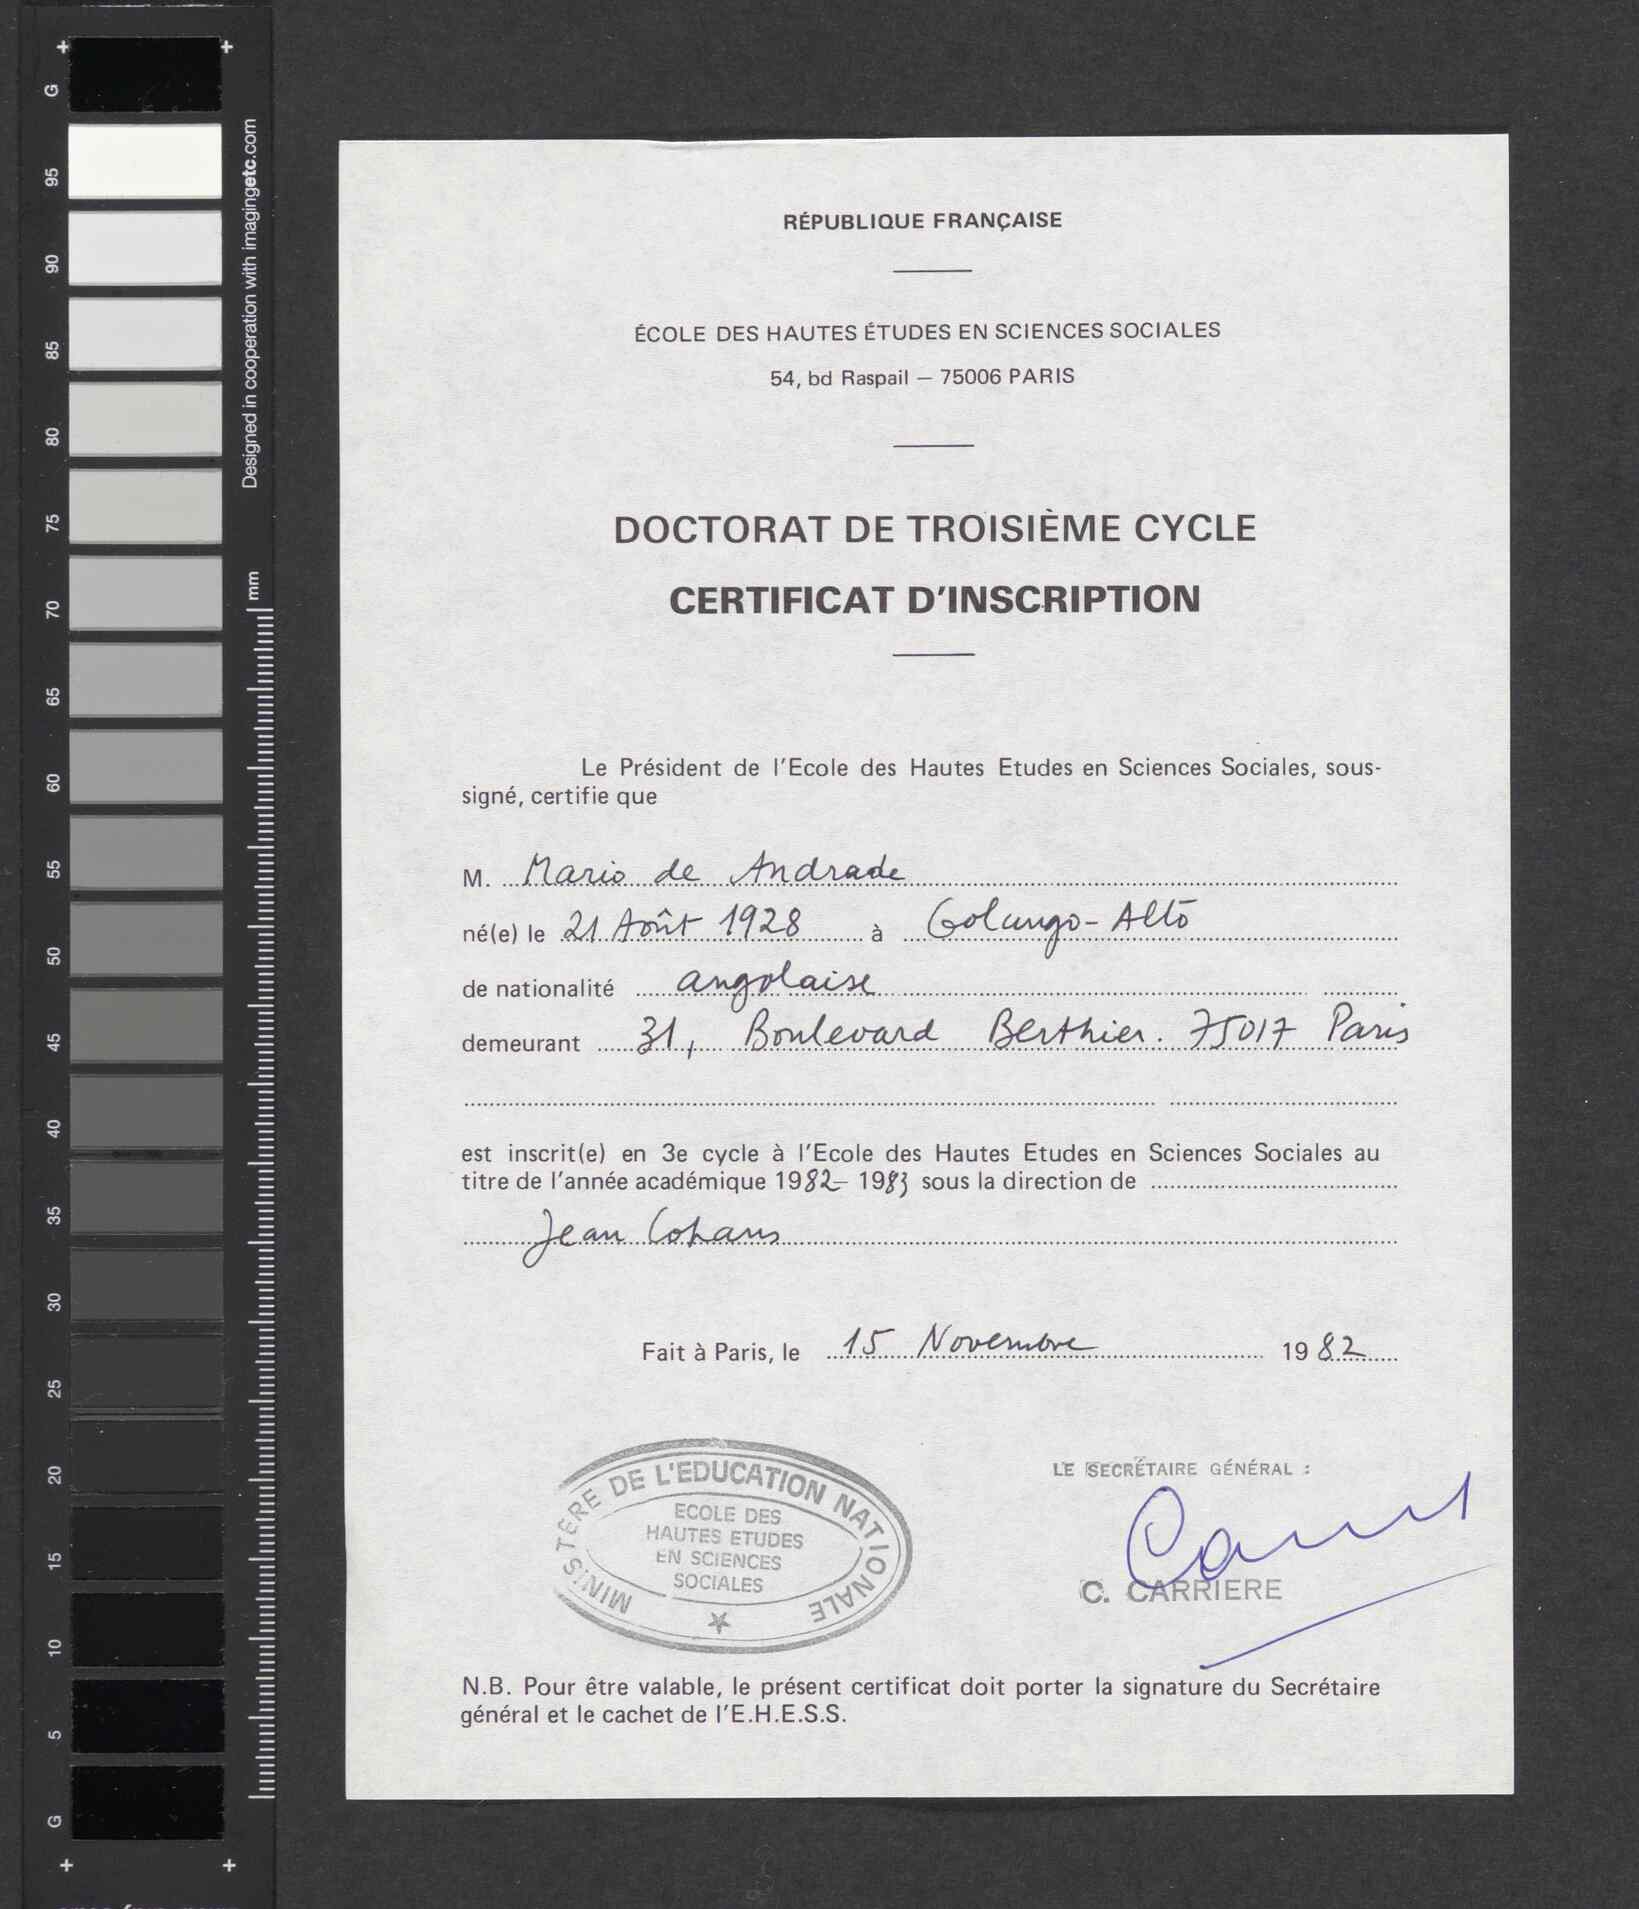 RÉPUBLIQUE FRANÇAISE
ÉCOLE DES HAUTES ÉTUDES EN SCIENCES SOCIALES
54, bd Raspail — 75006 PARIS
DOCTORAT DE TROISIÈME CYCLE
CERTIFICAT D'INSCRIPTION
Le Président de l'Ecole des Hautes Etudes en Sciences Sociales, sous-
signé, certifie que
M. Mario de Andrade
né(e) le 21 Août 1928 à Golungo-Alto
de nationalité angolaise
demeurant 31, Boulevard Berthier. 75017 Paris
est inscrit(e) en 3e cycle à l'Ecole des Hautes Etudes en Sciences Sociales au
titre de l'année académique 1982-1983 sous la direction de
Jean
Fait à Paris, le 15 Novembre 1982
MINISTÈRE DE L'EDUCATION NATIONALE
ECOLE DES
HAUTES ETUDES
EN SCIENCES
SOCIALES
LE SECRÉTAIRE GÉNÉRAL :
C. CARRIERE
N.B. Pour être valable, le présent certificat doit porter la signature du Secrétaire
général et le cachet de l'E.H.E.S.S.
G
95
90
85
80
75
70
65
60
55
50
45
40
35
30
25
20
15
10
5
G
Designed in cooperation with imagingetc.com
mm